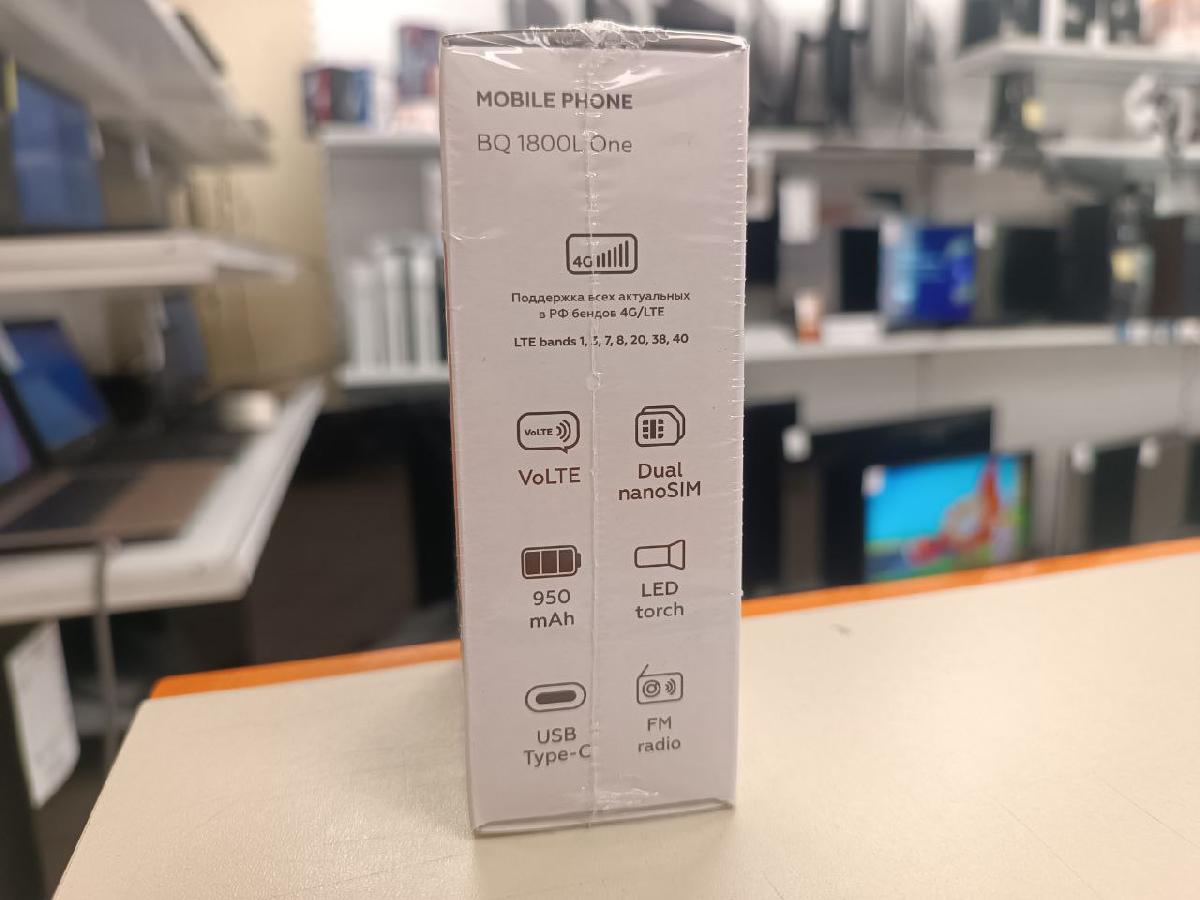 MOBILE PHONE
BQ 1800L One
4G
Поддержка всех актуальных
в РФ бендов 4G/LTE
LTE bands 1, 3, 7, 8, 20, 38, 40
VoLTE
VoLTE
Dual
nanoSIM
950
mAh
LED
torch
USB
Type-C
FM
radio